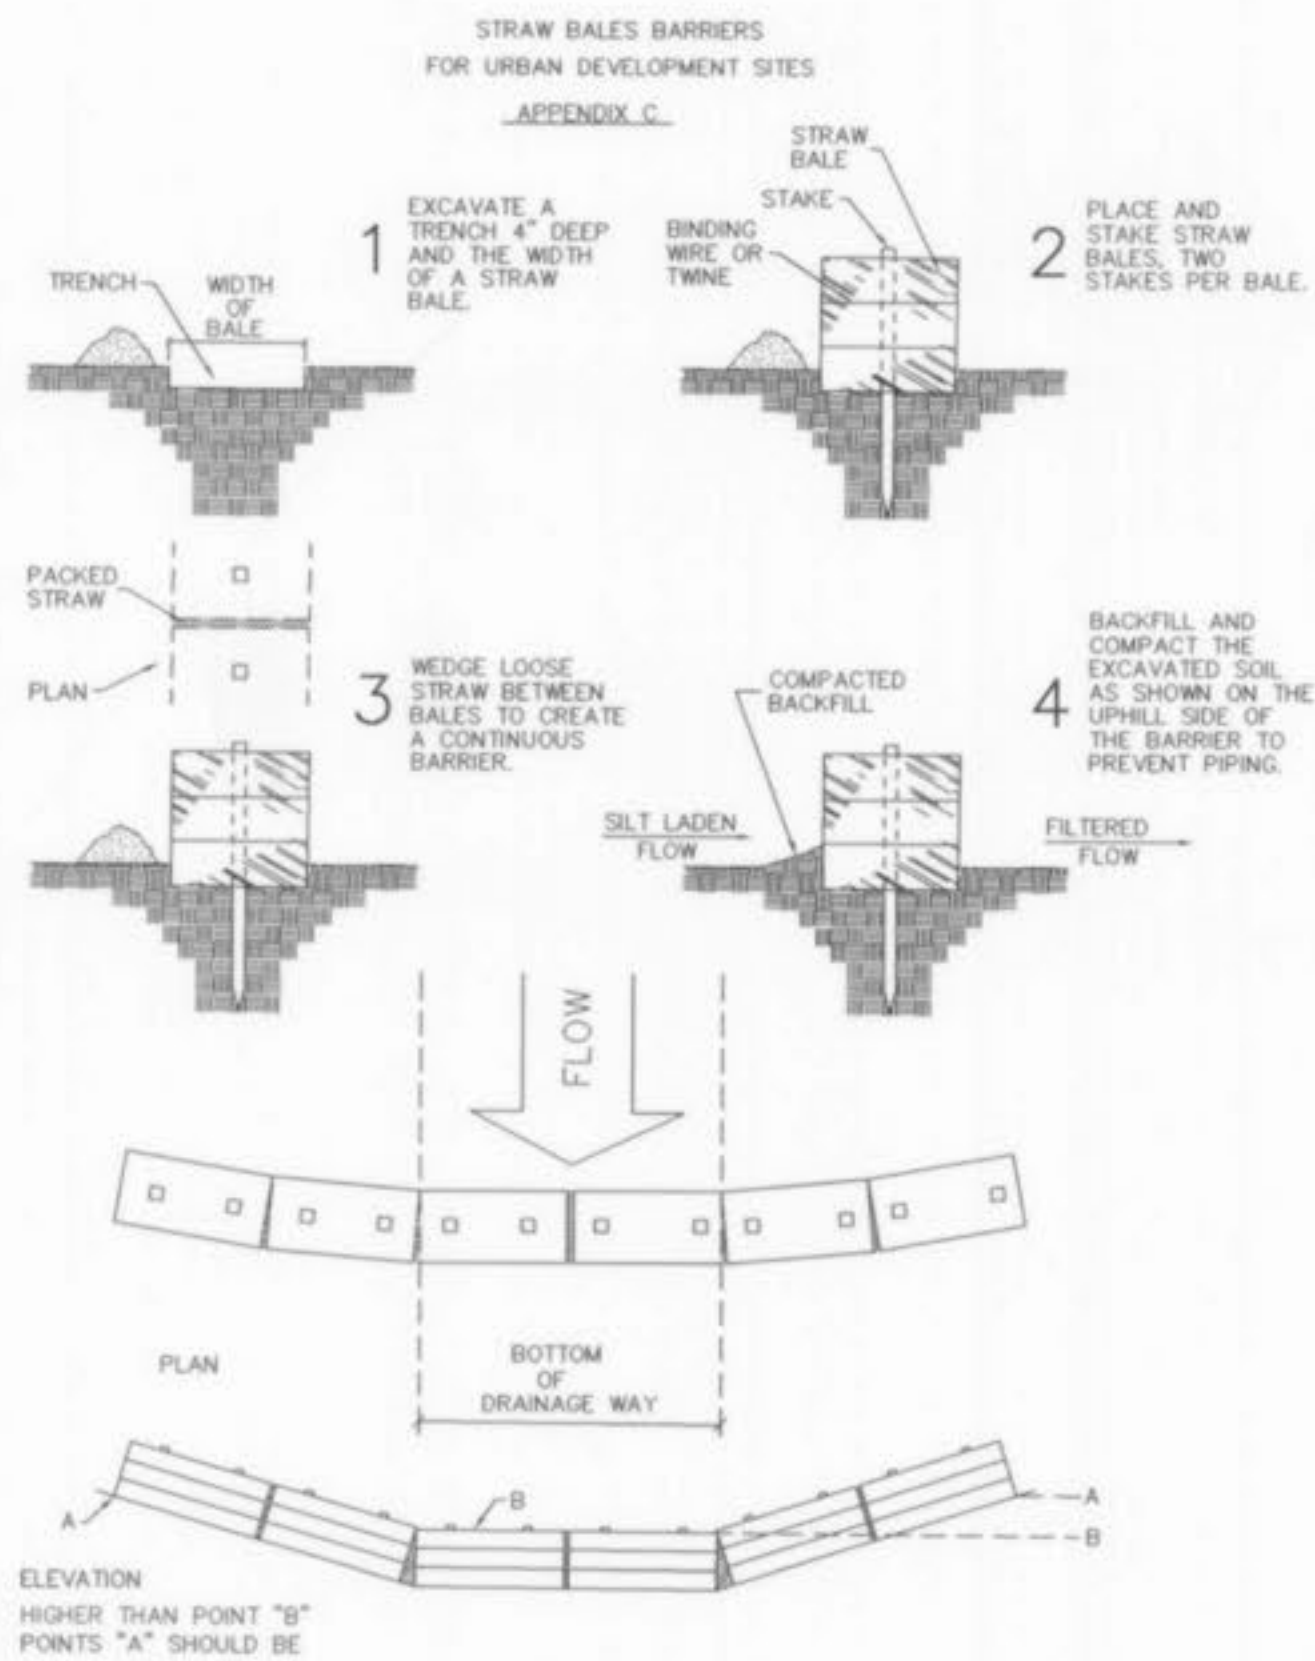 STRAW BALES BARRIERS
FOR URBAN DEVELOPMENT SITES
APPENDIX C
1
EXCAVATE A
TRENCH 4" DEEP
AND THE WIDTH
OF A STRAW
BALE.
TRENCH
WIDTH
OF
BALE
STRAW
BALE
STAKE
BINDING
WIRE OR
TWINE
2
PLACE AND
STAKE STRAW
BALES, TWO
STAKES PER BALE.
PACKED
STRAW
PLAN
3
WEDGE LOOSE
STRAW BETWEEN
BALES TO CREATE
A CONTINUOUS
BARRIER.
COMPACTED
BACKFILL
4
BACKFILL AND
COMPACT THE
EXCAVATED SOIL
AS SHOWN ON THE
UPHILL SIDE OF
THE BARRIER TO
PREVENT PIPING.
SILT LADEN
FLOW
FILTERED
FLOW
FLOW
PLAN
BOTTOM
OF
DRAINAGE WAY
A
B
A
B
ELEVATION
HIGHER THAN POINT "B"
POINTS "A" SHOULD BE